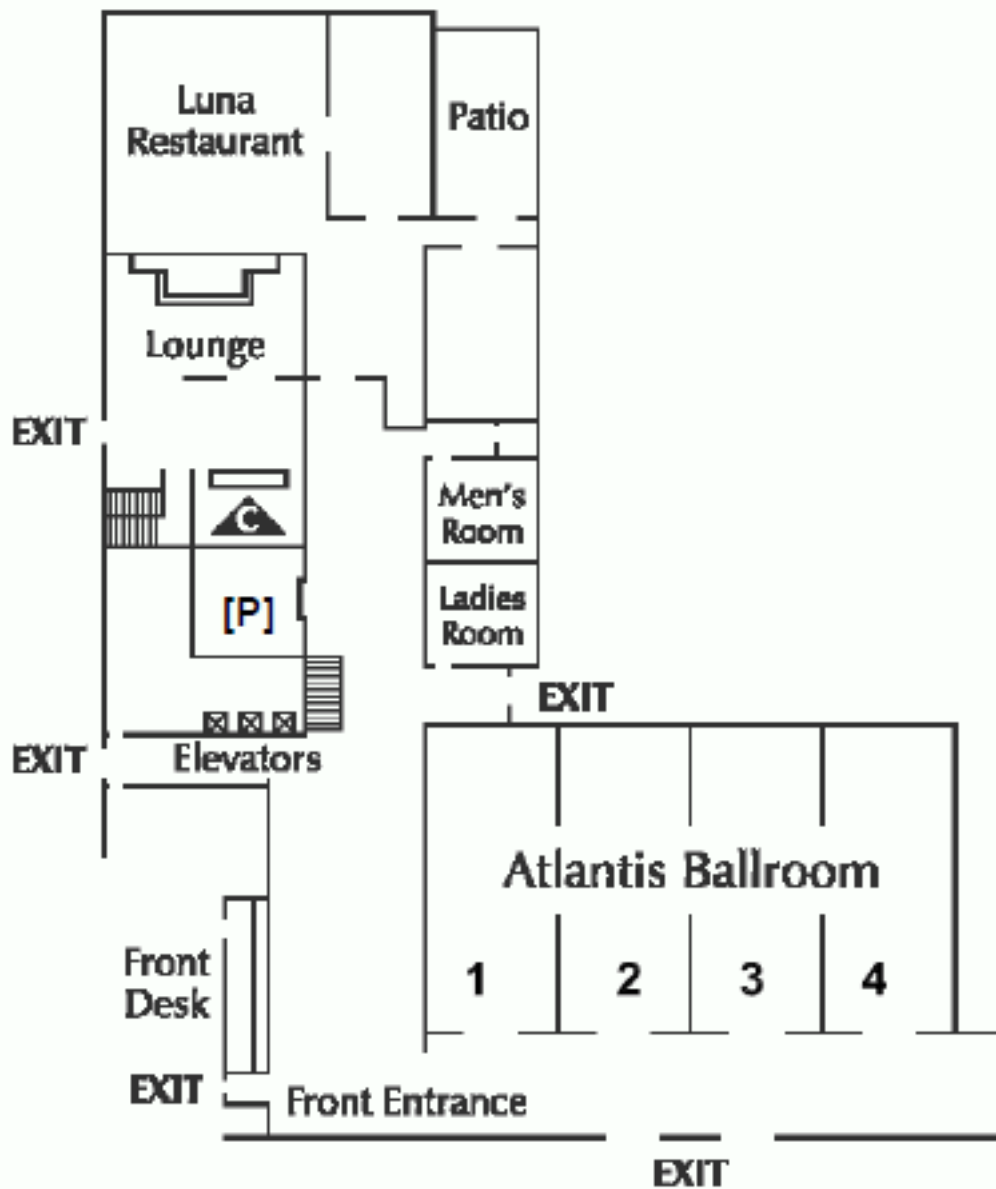 Luna
Restaurant
Patio
Lounge
EXIT
C
Men's
Room
[P]
Ladies
Room
EXIT
EXIT
Elevators
Atlantis Ballroom
Front
Desk
1
2
3
4
EXIT
Front Entrance
EXIT